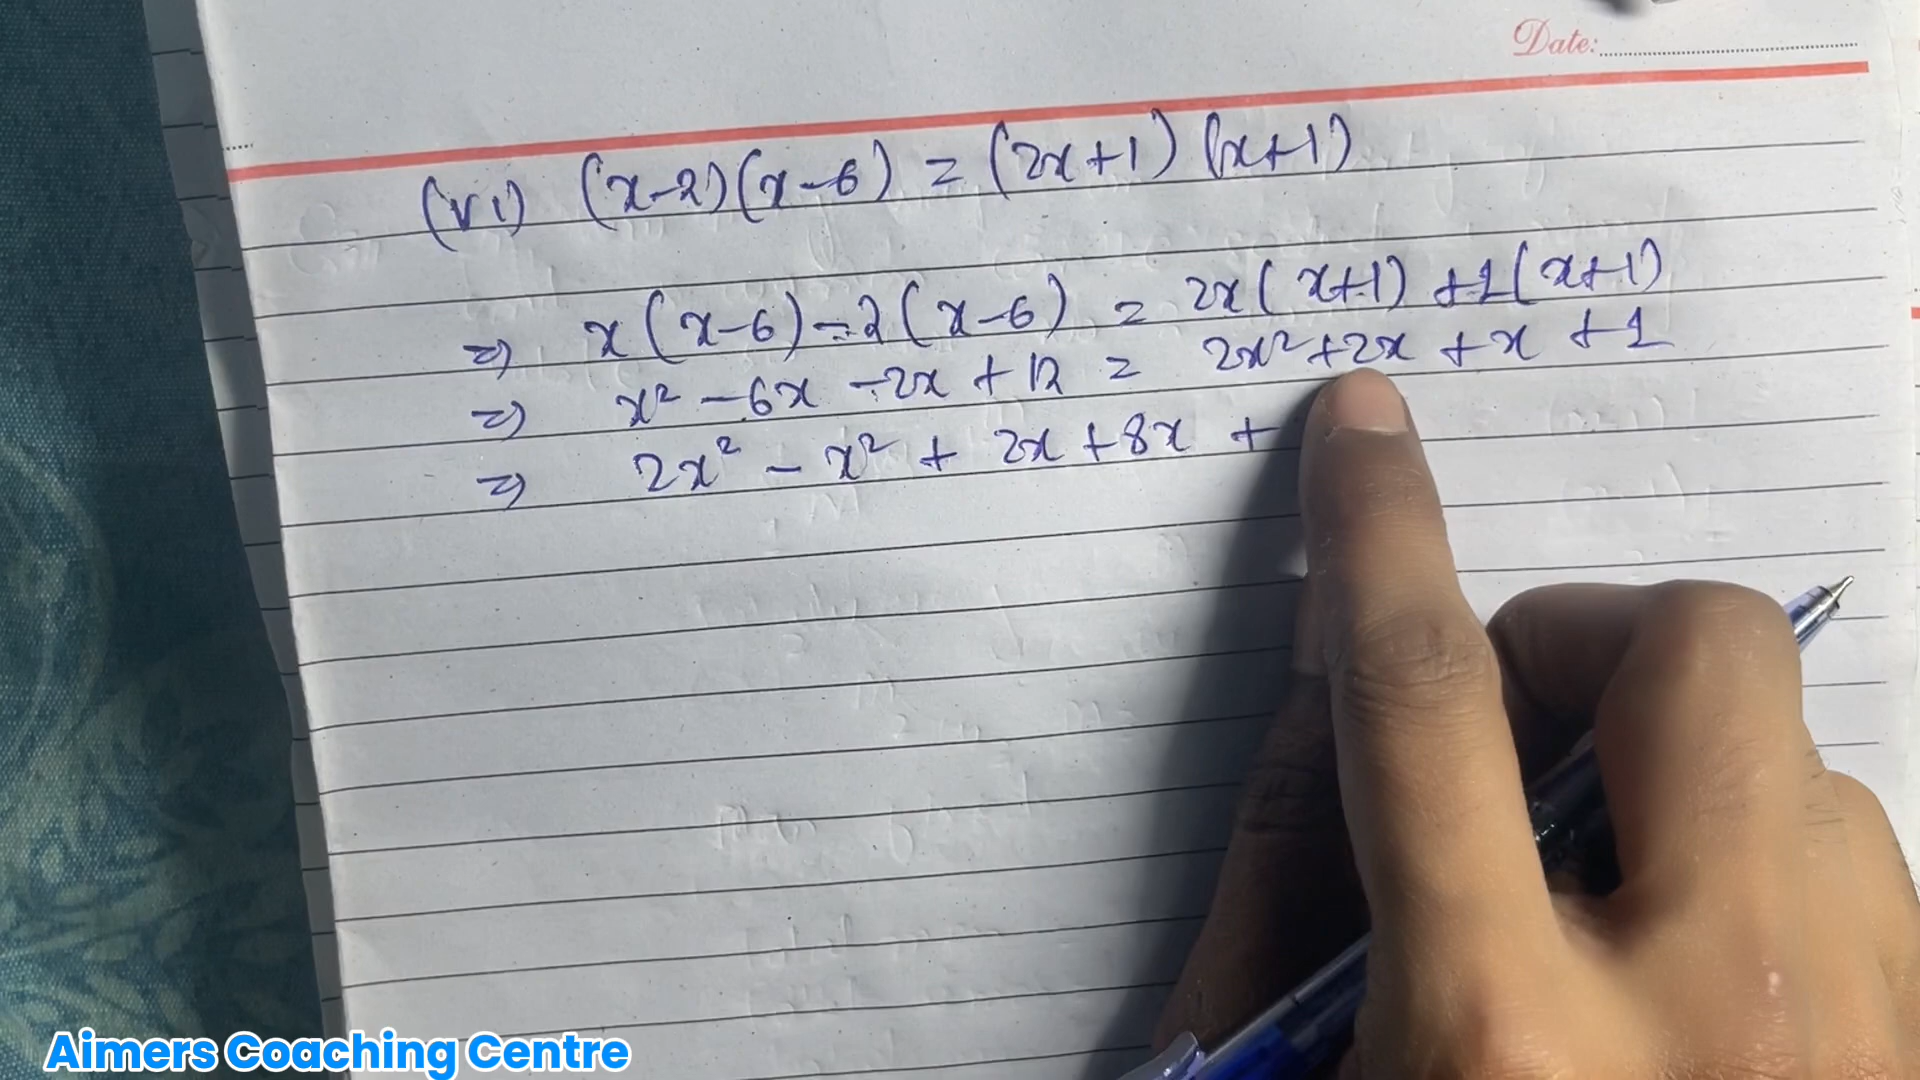 Date:
(vi) (x-2)(x-6) = (2x+1)(x+1)
⇒ x(x-6)-2(x-6) = 2x(x+1)+1(x+1)
⇒ x² - 6x - 2x + 12 = 2x² + 2x + x + 1
⇒ 2x² - x² + 2x + 8x +
Aimers Coaching Centre